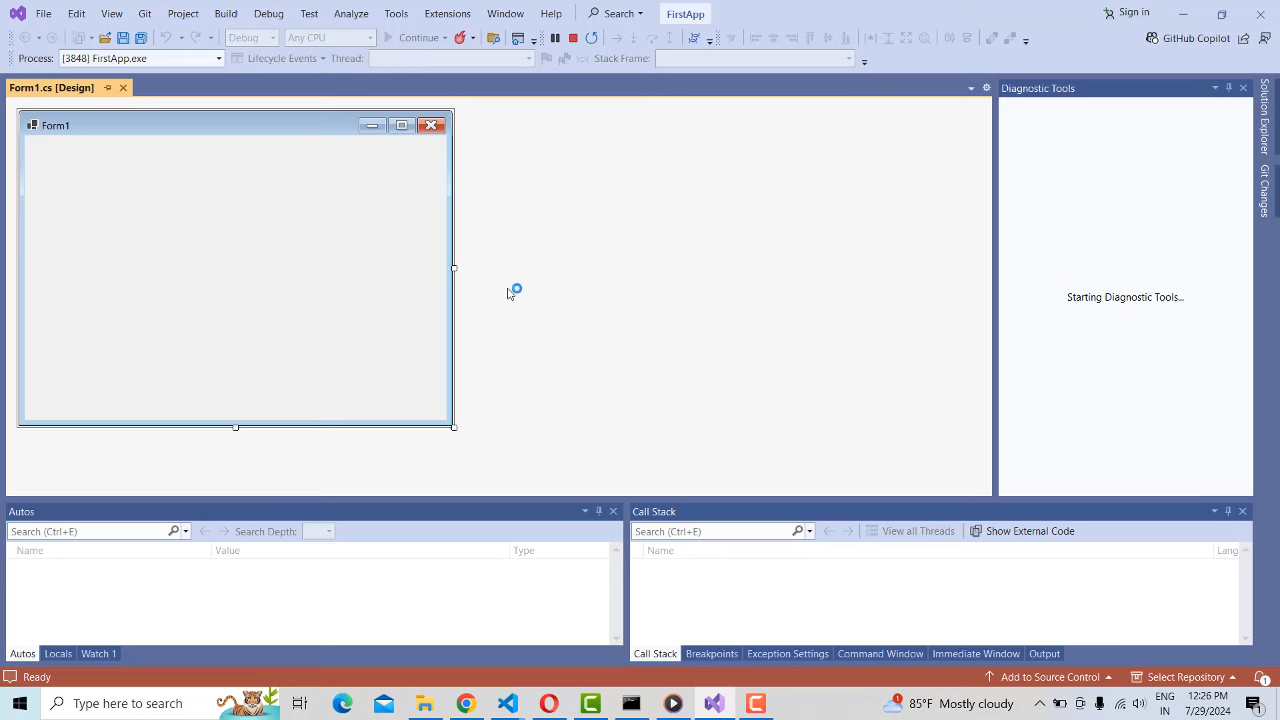 File Edit View Git Project Build Debug Test Analyze Tools Extensions Window Help Search FirstApp Sign in
Debug Any CPU Continue GitHub Copilot
Process: [3848] FirstApp.exe Lifecycle Events Thread: Stack Frame:
Form1.cs [Design] Diagnostic Tools
Solution Explorer
Git Changes
Form1
Starting Diagnostic Tools...
Autos
Search (Ctrl+E) Search Depth:
Name Value Type
Autos Locals Watch 1
Call Stack
Search (Ctrl+E) View all Threads Show External Code
Name Lang
Call Stack Breakpoints Exception Settings Command Window Immediate Window Output
Ready Add to Source Control Select Repository 1
Type here to search 85°F Mostly cloudy ENG 12:26 PM
1 IN 7/29/2024 1